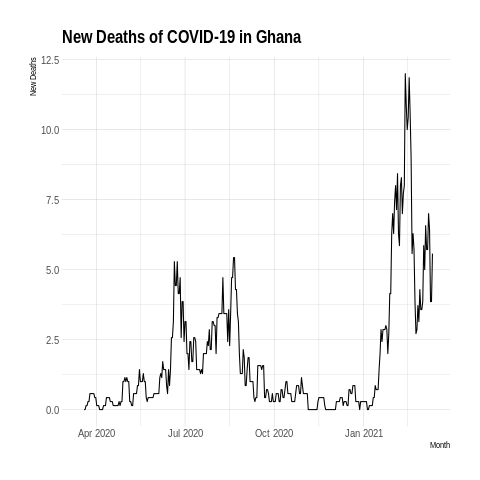 New Deaths of COVID-19 in Ghana
New Deaths
12.5
10.0
7.5
5.0
2.5
0.0
Apr 2020
Jul 2020
Oct 2020
Jan 2021
Month